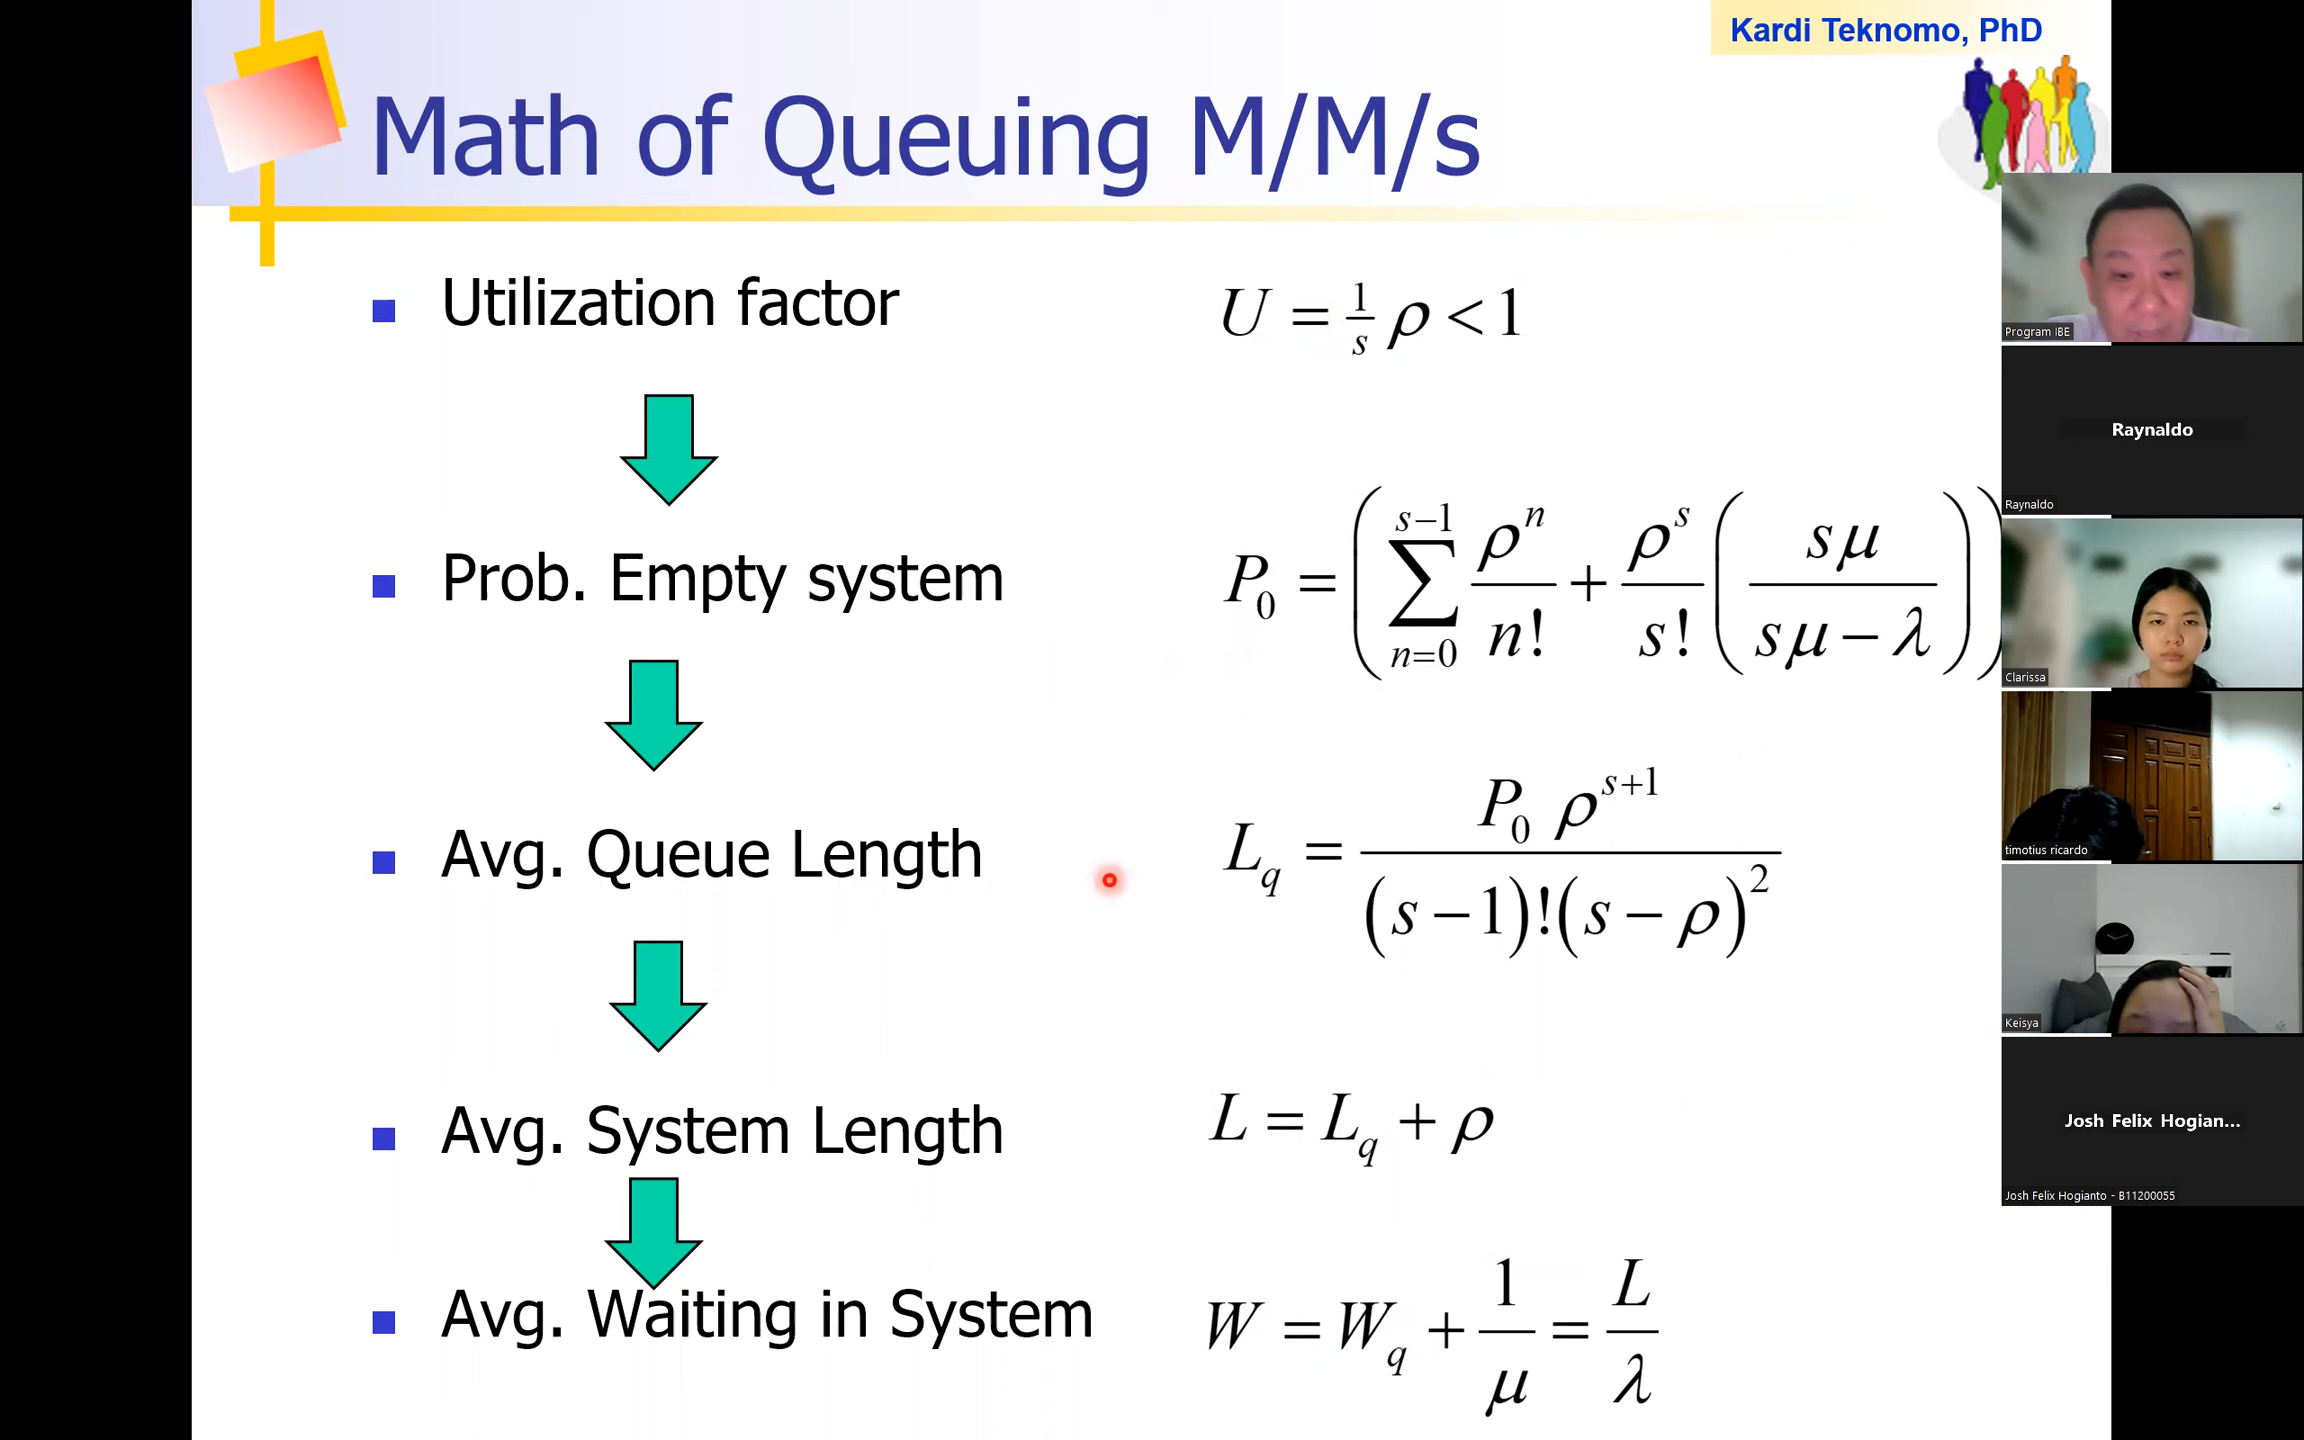 Kardi Teknomo, PhD
Math of Queuing M/M/s
Utilization factor
U = 1/s ρ < 1
Prob. Empty system
P₀ = ( ∑_{n=0}^{s−1} ρⁿ/n! + ρˢ/s! ( sμ/(sμ − λ) ) )
Avg. Queue Length
L_q = P₀ ρ^{s+1} / (s − 1)!(s − ρ)²
Avg. System Length
L = L_q + ρ
Avg. Waiting in System
W = W_q + 1/μ = L/λ
Program IBE
Raynaldo
Raynaldo
Clarissa
timotius ricardo
Keisya
Josh Felix Hogian...
Josh Felix Hogianto - B11200055